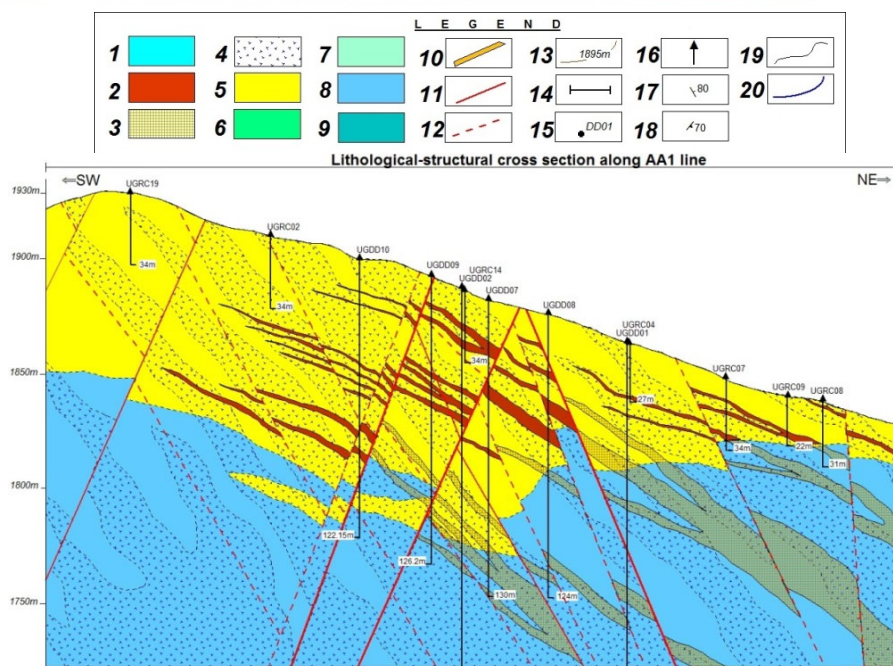 LEGEND
1 4 7 10 13 1895m 16 19
2 5 8 11 14 17 80 20
3 6 9 12 15 DD01 18 70
Lithological-structural cross section along AA1 line
1930m SW NE
UGRC19
UGRC02
1900m UGDD10
UGDD09
34m UGRC14
UGDD02
UGDD07
34m UGDD08
UGRC04
UGDD01
1850m 34m UGRC07
27m UGRC09 UGRC08
34m 22m
31m
1800m
122.15m
126.2m
1750m 130m 124m